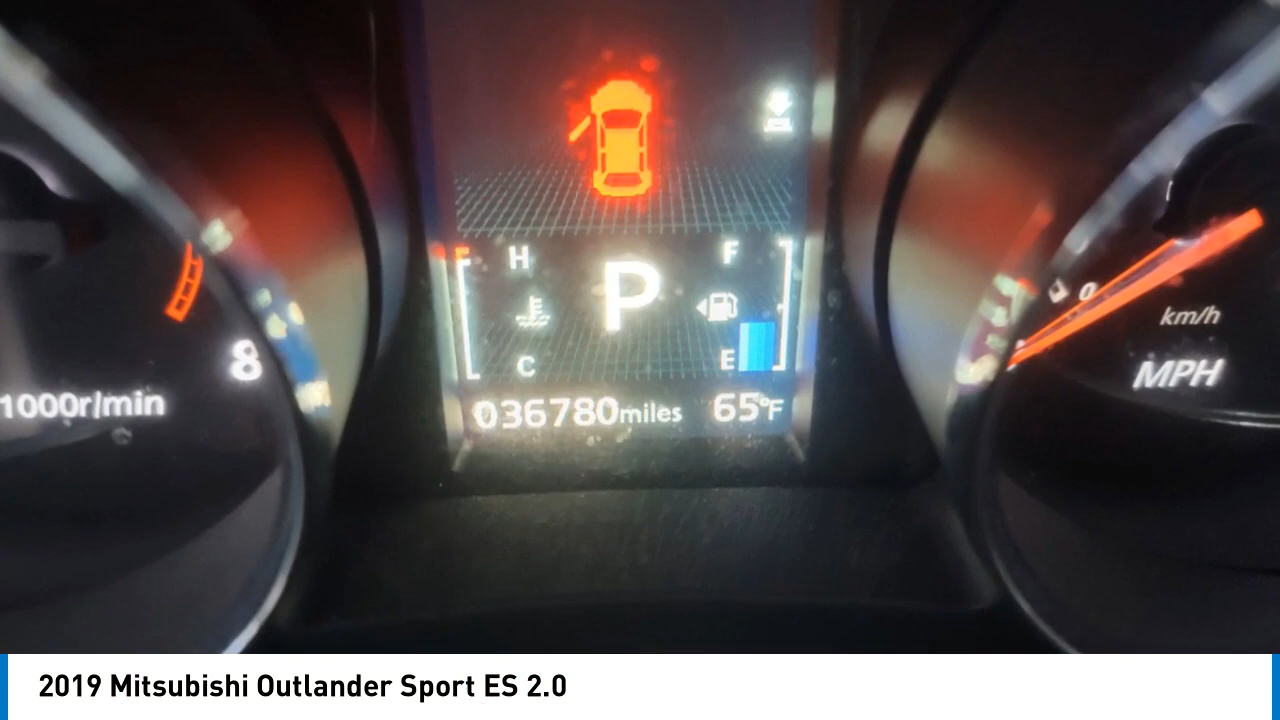 H F
P
C E
036780miles 65°F
8
1000r/min
0
km/h
MPH
2019 Mitsubishi Outlander Sport ES 2.0